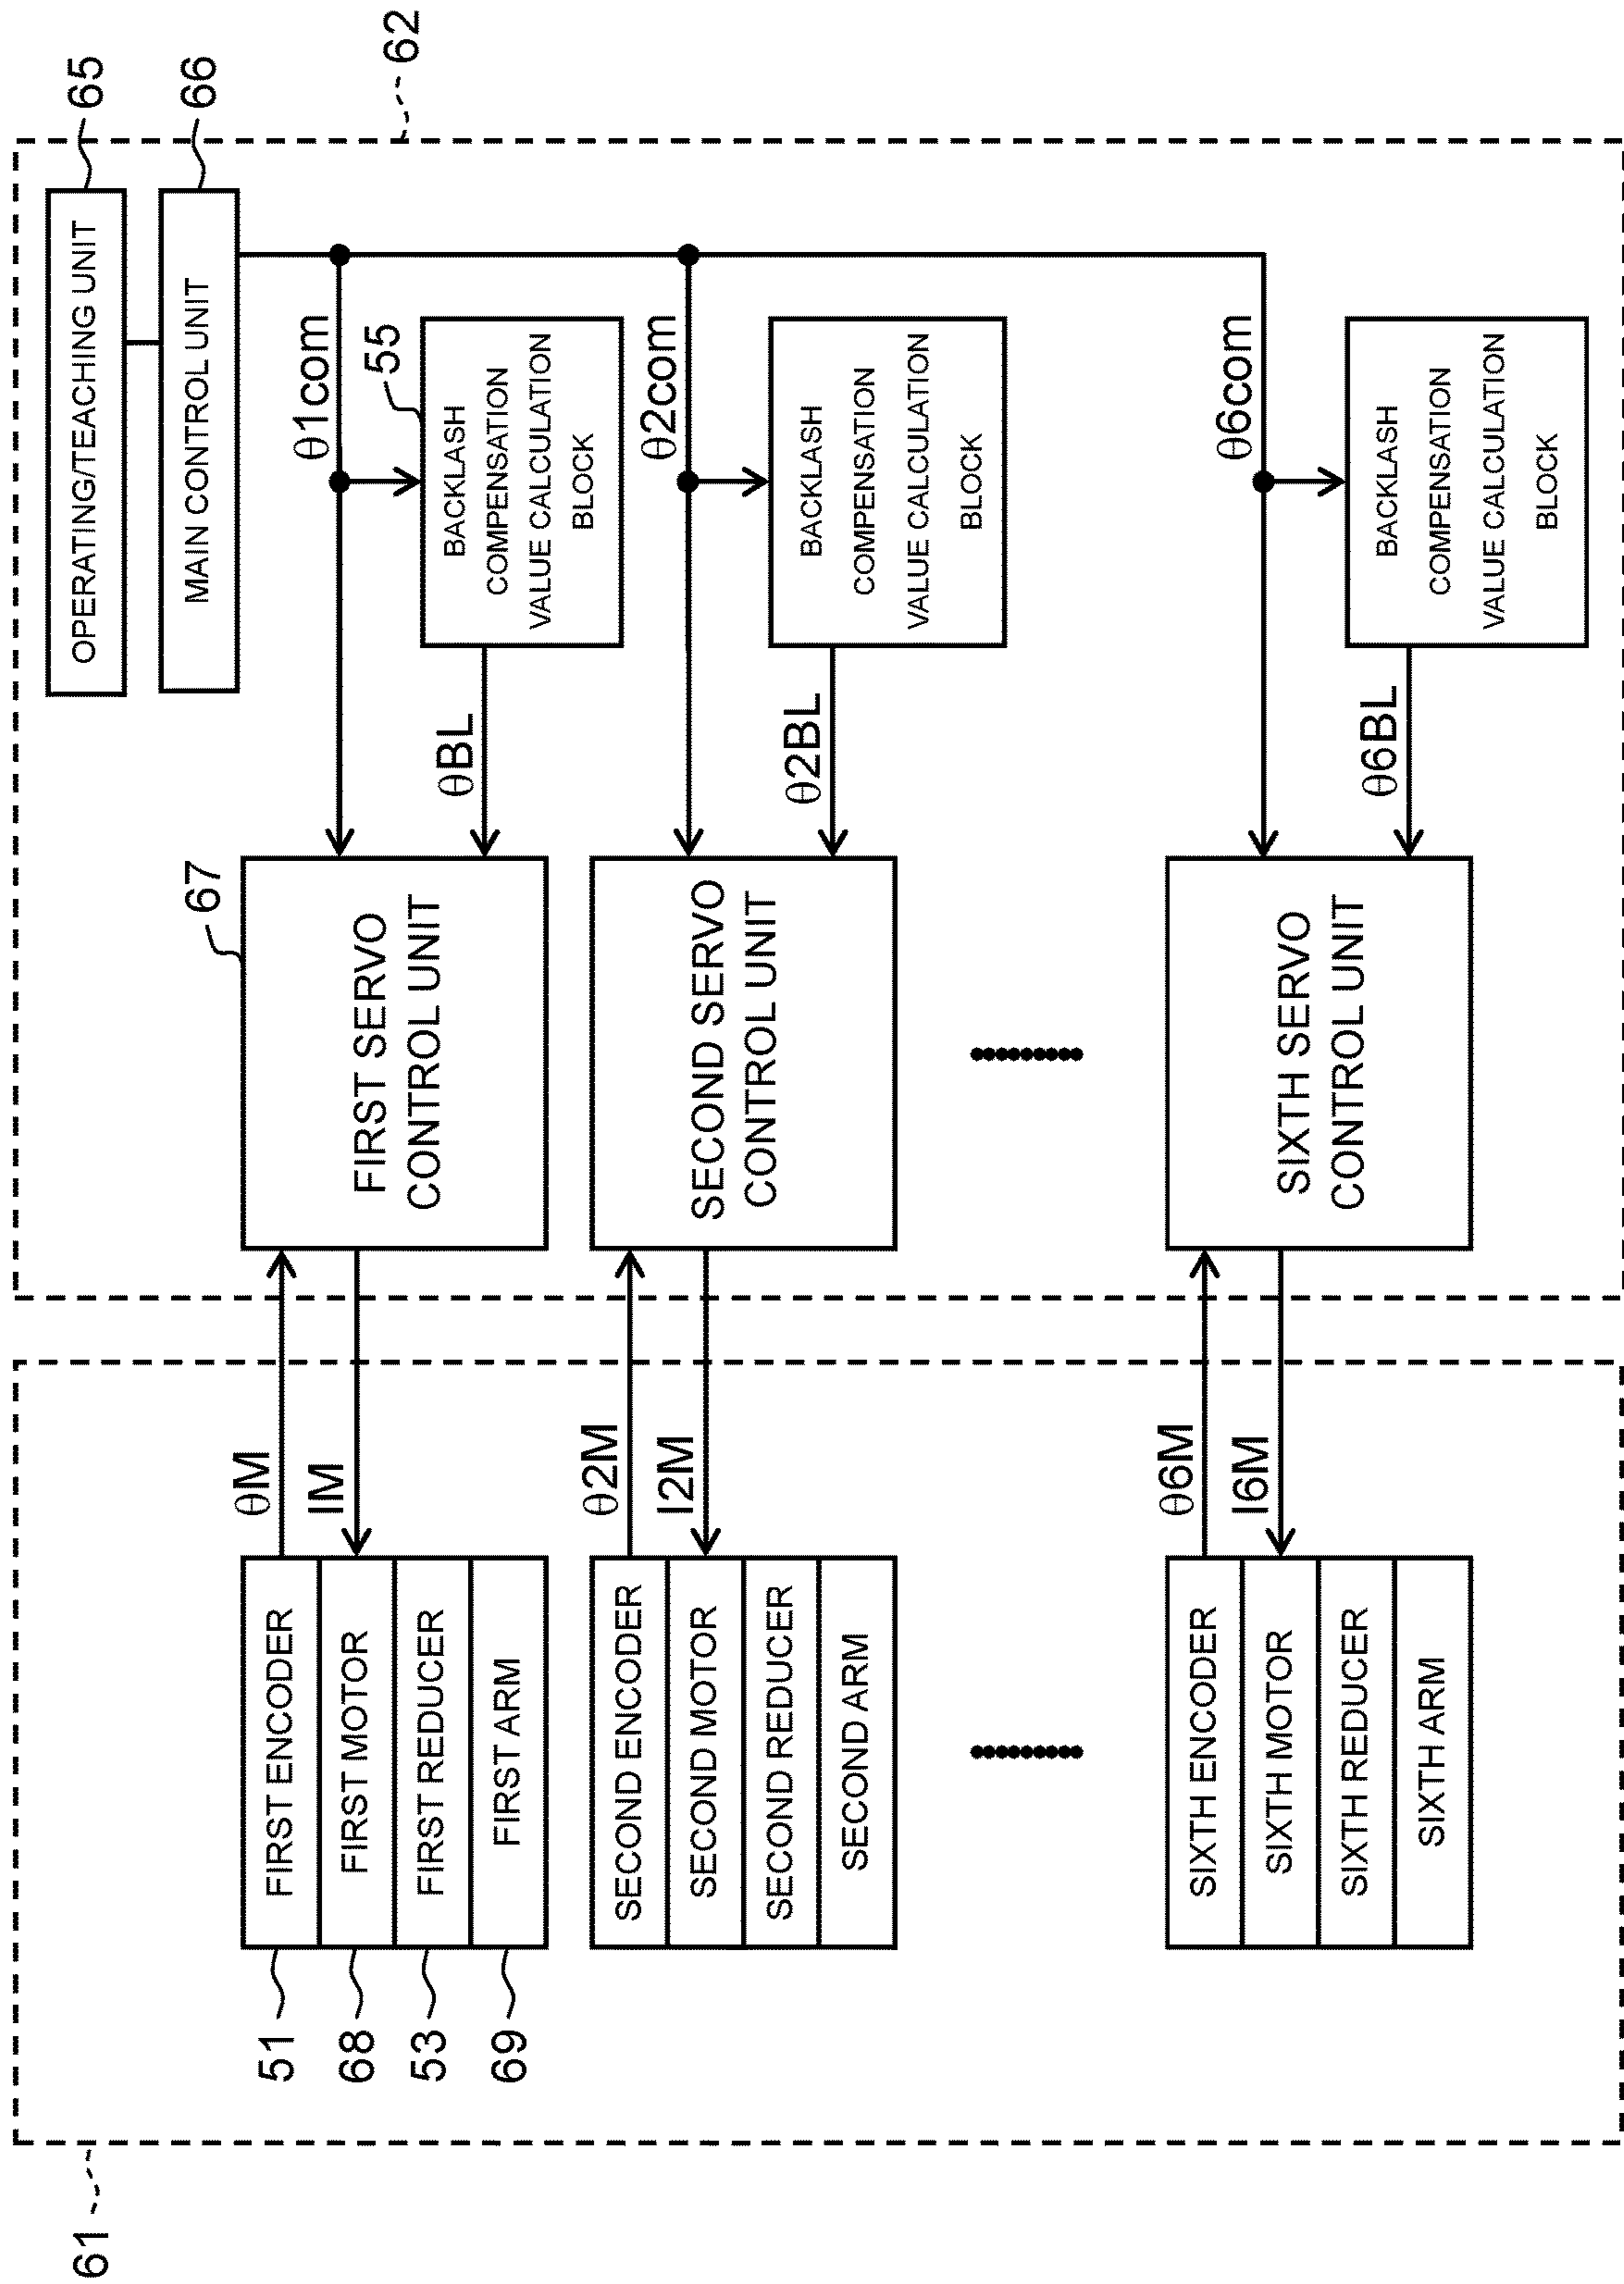 61
62
OPERATING/TEACHING UNIT
65
MAIN CONTROL UNIT
66
51
FIRST ENCODER
68
FIRST MOTOR
53
FIRST REDUCER
69
FIRST ARM
θM
IM
67
FIRST SERVO
CONTROL UNIT
θ1com
θBL
55
BACKLASH
COMPENSATION
VALUE CALCULATION
BLOCK
SECOND ENCODER
SECOND MOTOR
SECOND REDUCER
SECOND ARM
θ2M
I2M
SECOND SERVO
CONTROL UNIT
θ2com
θ2BL
BACKLASH
COMPENSATION
VALUE CALCULATION
BLOCK
SIXTH ENCODER
SIXTH MOTOR
SIXTH REDUCER
SIXTH ARM
θ6M
I6M
SIXTH SERVO
CONTROL UNIT
θ6com
θ6BL
BACKLASH
COMPENSATION
VALUE CALCULATION
BLOCK